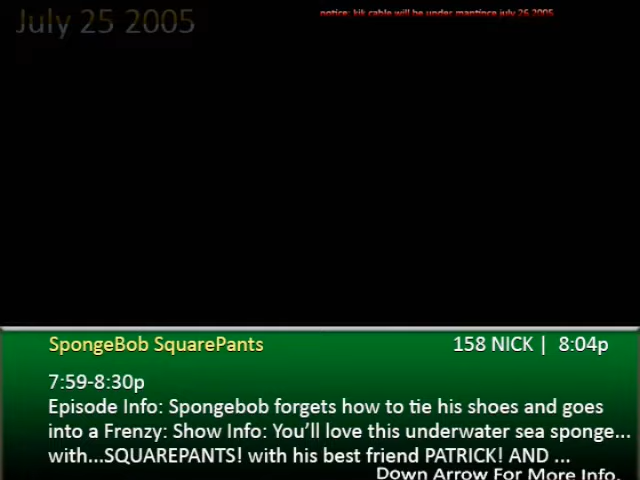 July 25 2005
notice: kik cable will be under mantince july 26 2005
SpongeBob SquarePants
158 NICK | 8:04p
7:59-8:30p
Episode Info: Spongebob forgets how to tie his shoes and goes
into a Frenzy: Show Info: You'll love this underwater sea sponge...
with...SQUAREPANTS! with his best friend PATRICK! AND ...
Down Arrow For More Info.